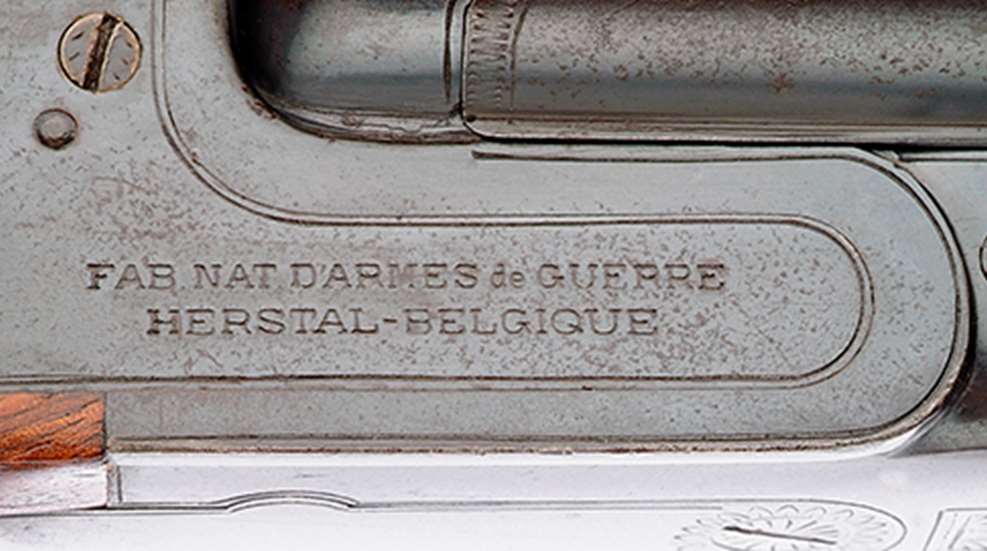 FAB. NAT. D'ARMES de GUERRE
HERSTAL-BELGIQUE